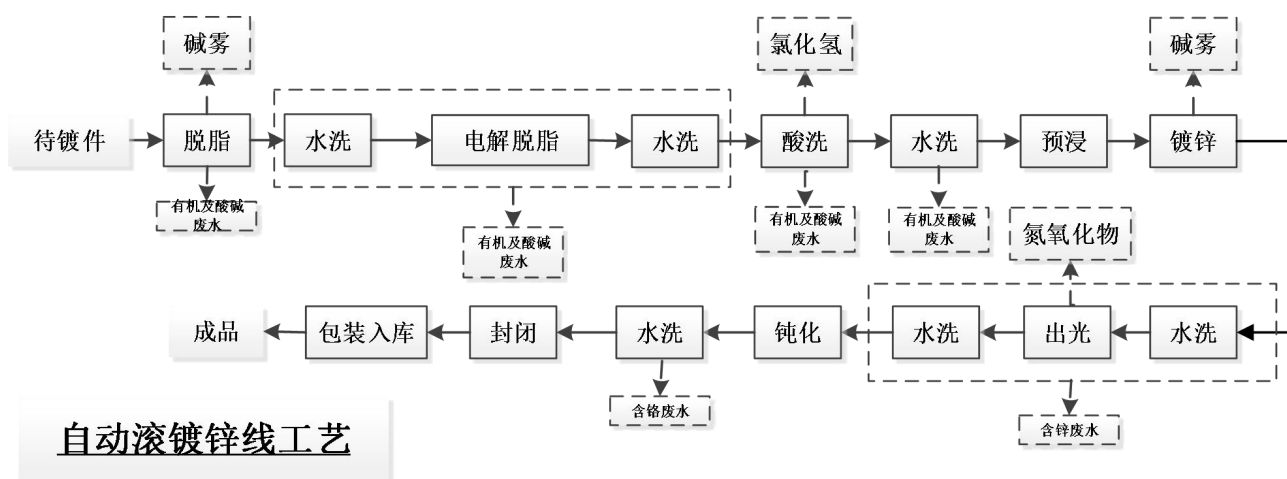 碱雾
氯化氢
碱雾
待镀件
脱脂
水洗
电解脱脂
水洗
酸洗
水洗
预浸
镀锌
有机及酸碱
废水
有机及酸碱
废水
有机及酸碱
废水
有机及酸碱
废水
氮氧化物
成品
包装入库
封闭
水洗
钝化
水洗
出光
水洗
含铬废水
含锌废水
自动滚镀锌线工艺